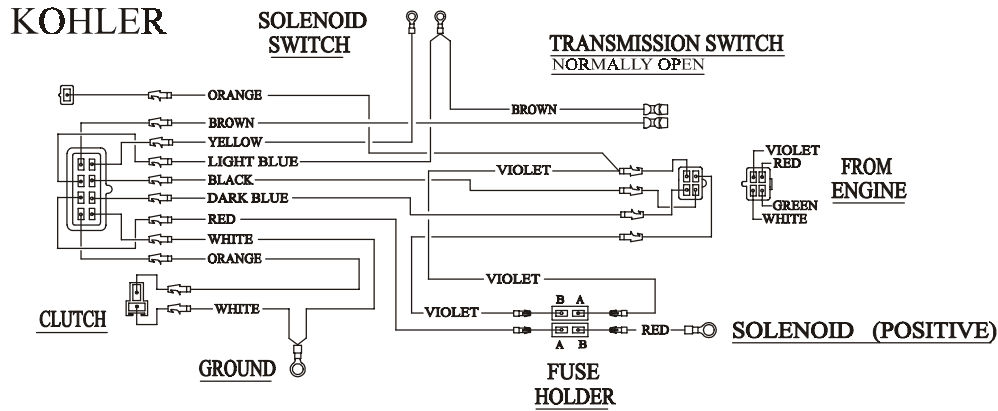 KOHLER
SOLENOID
SWITCH
TRANSMISSION SWITCH
NORMALLY OPEN
ORANGE
BROWN
BROWN
YELLOW
LIGHT BLUE
BLACK
DARK BLUE
RED
WHITE
ORANGE
WHITE
CLUTCH
GROUND
VIOLET
VIOLET
RED
GREEN
WHITE
FROM
ENGINE
VIOLET
VIOLET
B A
A B
RED
SOLENOID (POSITIVE)
FUSE
HOLDER